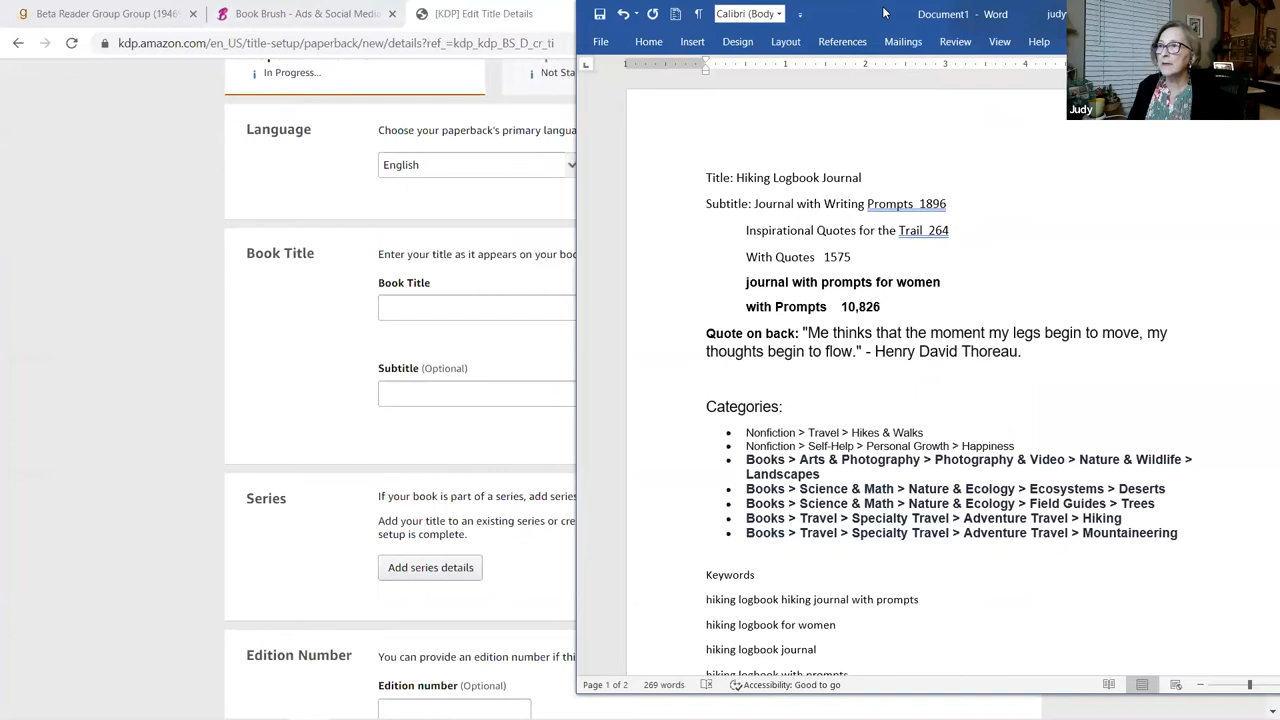 Ads Banater Group Group (1946
Book Brush: Ads & Social Media
[KDP] Edit Title Details
kdp.amazon.com/en_US/title-setup/paperback/new/details?ref_=kdp_kdp_BS_D_cr
In Progress...
Not Sta
Language
Choose your paperback's primary langua
English
Book Title
Enter your title as it appears on your boo
Book Title
Subtitle (Optional)
Series
If your book is part of a series, add series
Add your title to an existing series or cre
setup is complete.
Add series details
Edition Number
You can provide an edition number if thi
Edition number (Optional)
Calibri (Body
Document1 - Word
judy
File Home Insert Design Layout References Mailings Review View Help
1 1 2 3 4
Title: Hiking Logbook Journal
Subtitle: Journal with Writing Prompts 1896
Inspirational Quotes for the Trail 264
With Quotes 1575
journal with prompts for women
with Prompts 10,826
Quote on back: "Me thinks that the moment my legs begin to move, my
thoughts begin to flow." - Henry David Thoreau.
Categories:
Nonfiction > Travel > Hikes & Walks
Nonfiction > Self-Help > Personal Growth > Happiness
Books > Arts & Photography > Photography & Video > Nature & Wildlife >
Landscapes
Books > Science & Math > Nature & Ecology > Ecosystems > Deserts
Books > Science & Math > Nature & Ecology > Field Guides > Trees
Books > Travel > Specialty Travel > Adventure Travel > Hiking
Books > Travel > Specialty Travel > Adventure Travel > Mountaineering
Keywords
hiking logbook hiking journal with prompts
hiking logbook for women
hiking logbook journal
hiking logbook with prompts
Page 1 of 2 269 words Accessibility: Good to go
Judy